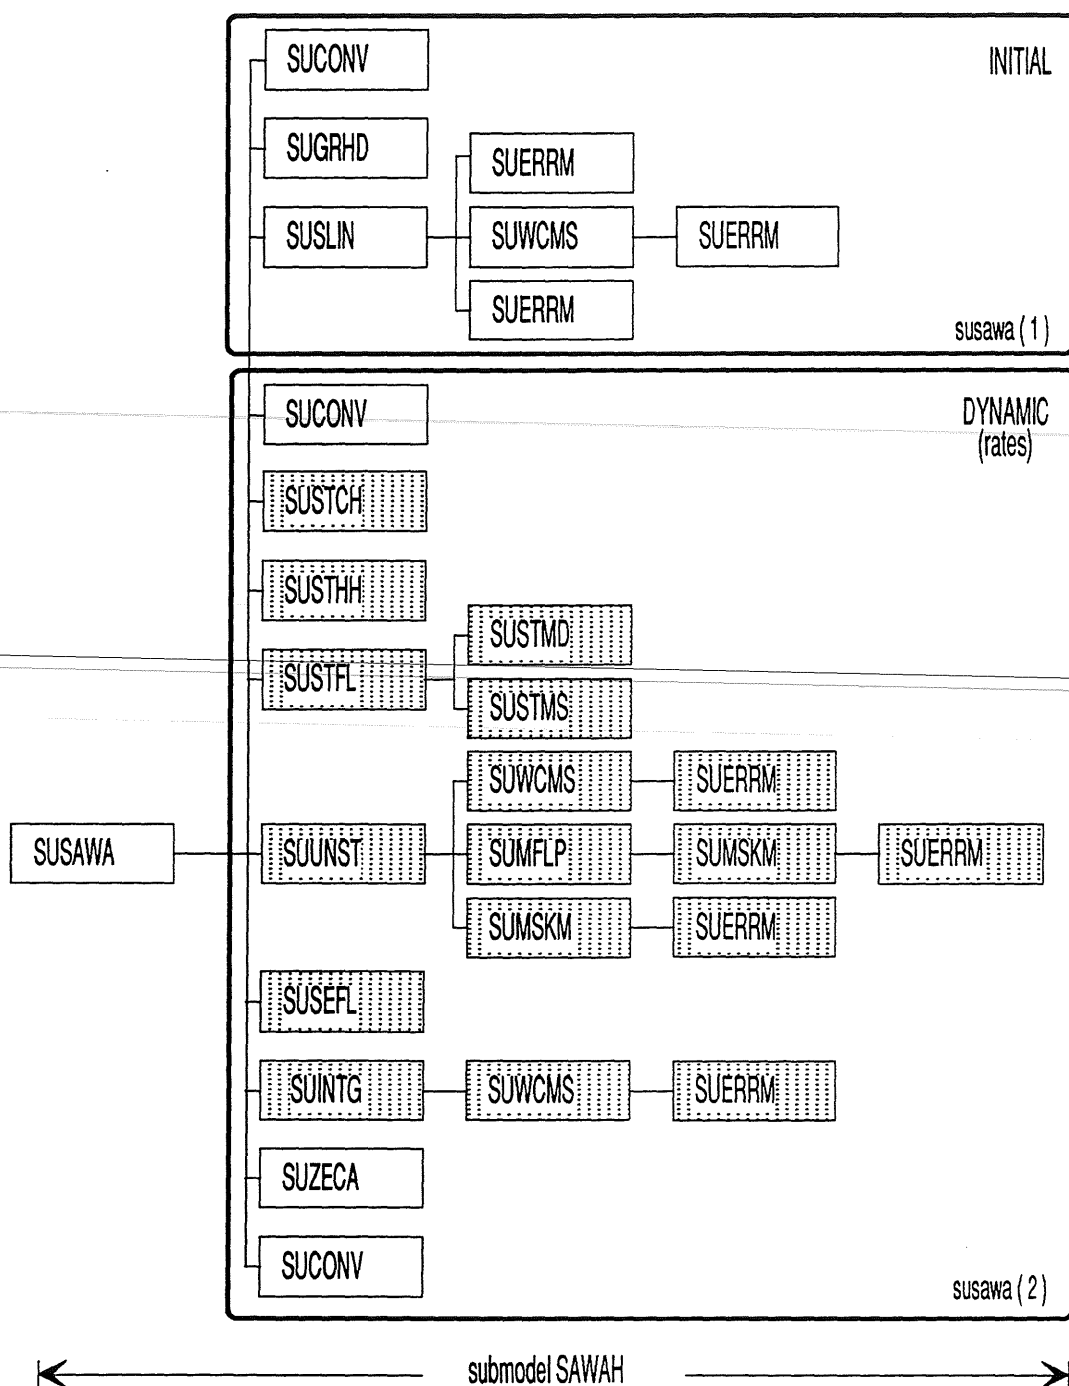 SUCONV
INITIAL
SUGRHD
SUERRM
SUSLIN
SUWCMS
SUERRM
SUERRM
susawa ( 1 )
SUCONV
DYNAMIC
(rates)
SUSTCH
SUSTHH
SUSTMD
SUSTFL
SUSTMS
SUWCMS
SUERRM
SUSAWA
SUUNST
SUMFLP
SUMSKM
SUERRM
SUMSKM
SUERRM
SUSEFL
SUINTG
SUWCMS
SUERRM
SUZECA
SUCONV
susawa ( 2 )
submodel SAWAH